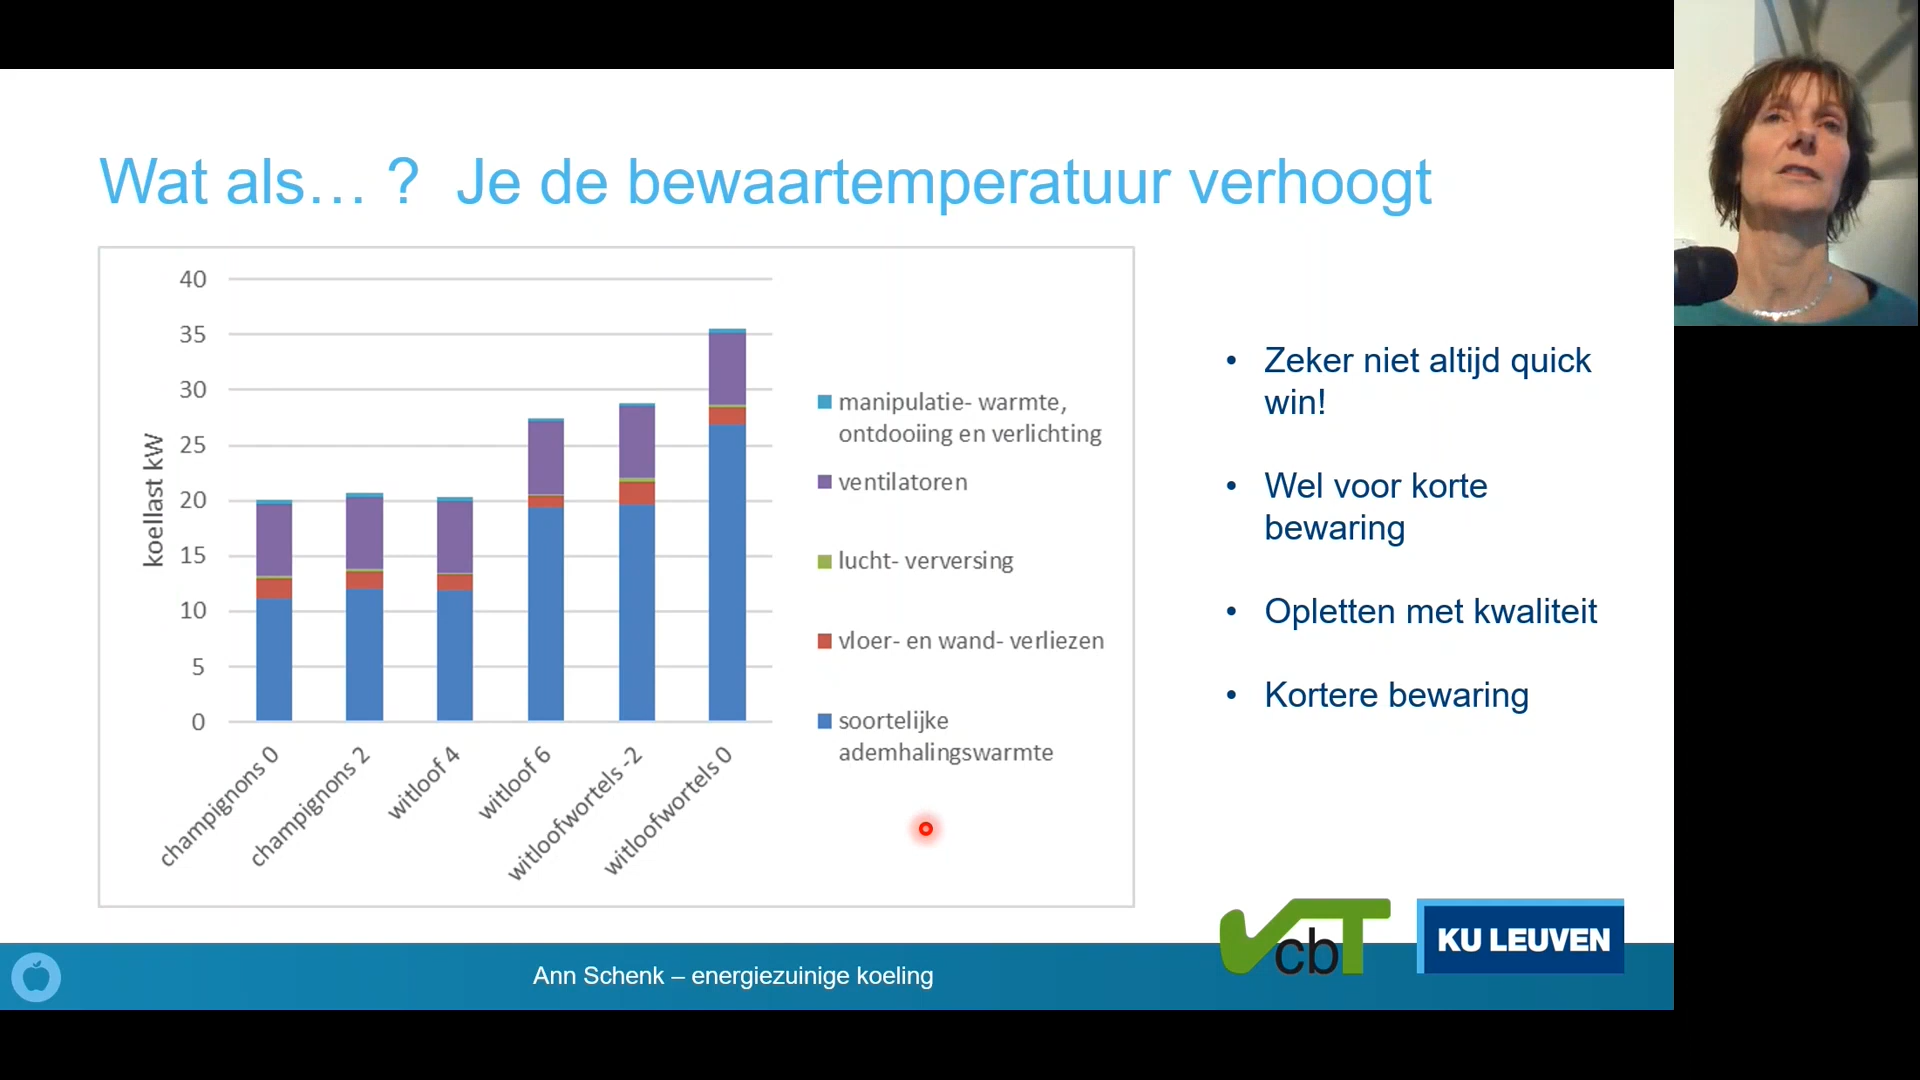 Wat als… ? Je de bewaartemperatuur verhoogt
40
35
30
25
20
15
10
5
0
koellast kW
champignons 0
champignons 2
witloof 4
witloof 6
witloofwortels -2
witloofwortels 0
manipulatie- warmte,
ontdooiing en verlichting
ventilatoren
lucht- verversing
vloer- en wand- verliezen
soortelijke
ademhalingswarmte
• Zeker niet altijd quick
win!
• Wel voor korte
bewaring
• Opletten met kwaliteit
• Kortere bewaring
Ann Schenk – energiezuinige koeling
vcbT
KU LEUVEN